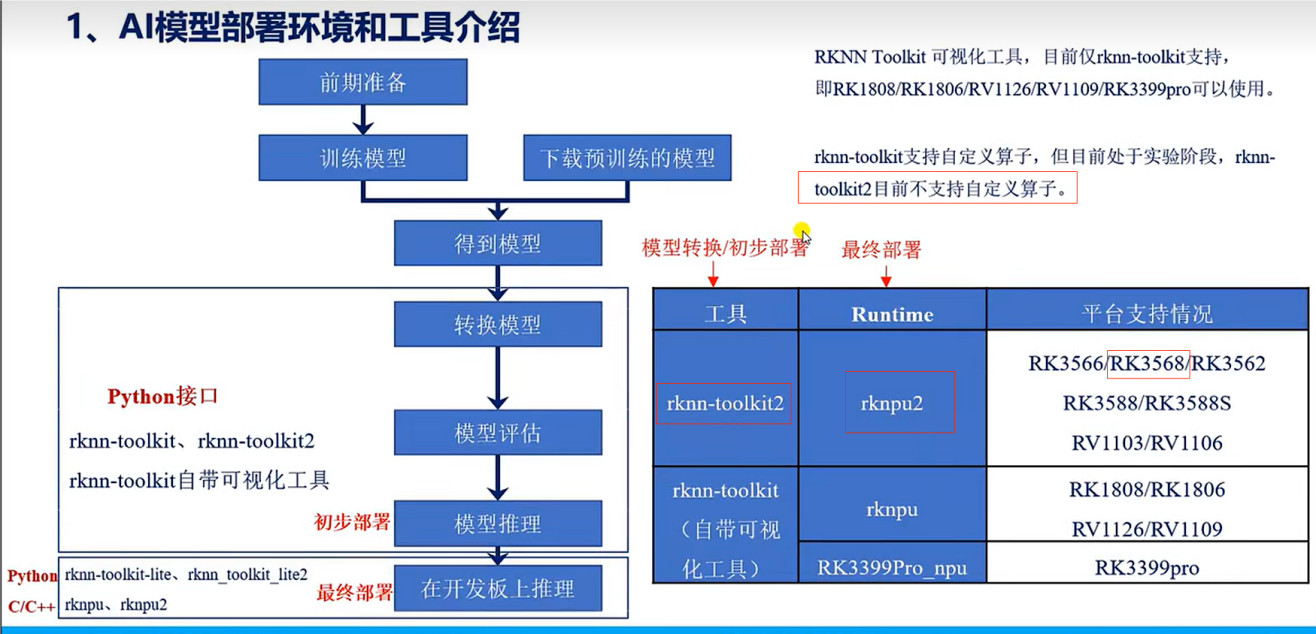 1、AI模型部署环境和工具介绍
前期准备
训练模型
下载预训练的模型
得到模型
转换模型
模型评估
模型推理
在开发板上推理
Python接口
rknn-toolkit、rknn-toolkit2
rknn-toolkit自带可视化工具
初步部署
Python
rknn-toolkit-lite、rknn_toolkit_lite2
C/C++
rknpu、rknpu2
最终部署
RKNN Toolkit 可视化工具，目前仅rknn-toolkit支持，
即RK1808/RK1806/RV1126/RV1109/RK3399pro可以使用。
rknn-toolkit支持自定义算子，但目前处于实验阶段，rknn-
toolkit2目前不支持自定义算子。
模型转换/初步部署
最终部署
工具
Runtime
平台支持情况
rknn-toolkit2
rknpu2
RK3566/RK3568/RK3562
RK3588/RK3588S
RV1103/RV1106
rknn-toolkit
（自带可视
化工具）
rknpu
RK1808/RK1806
RV1126/RV1109
RK3399Pro_npu
RK3399pro